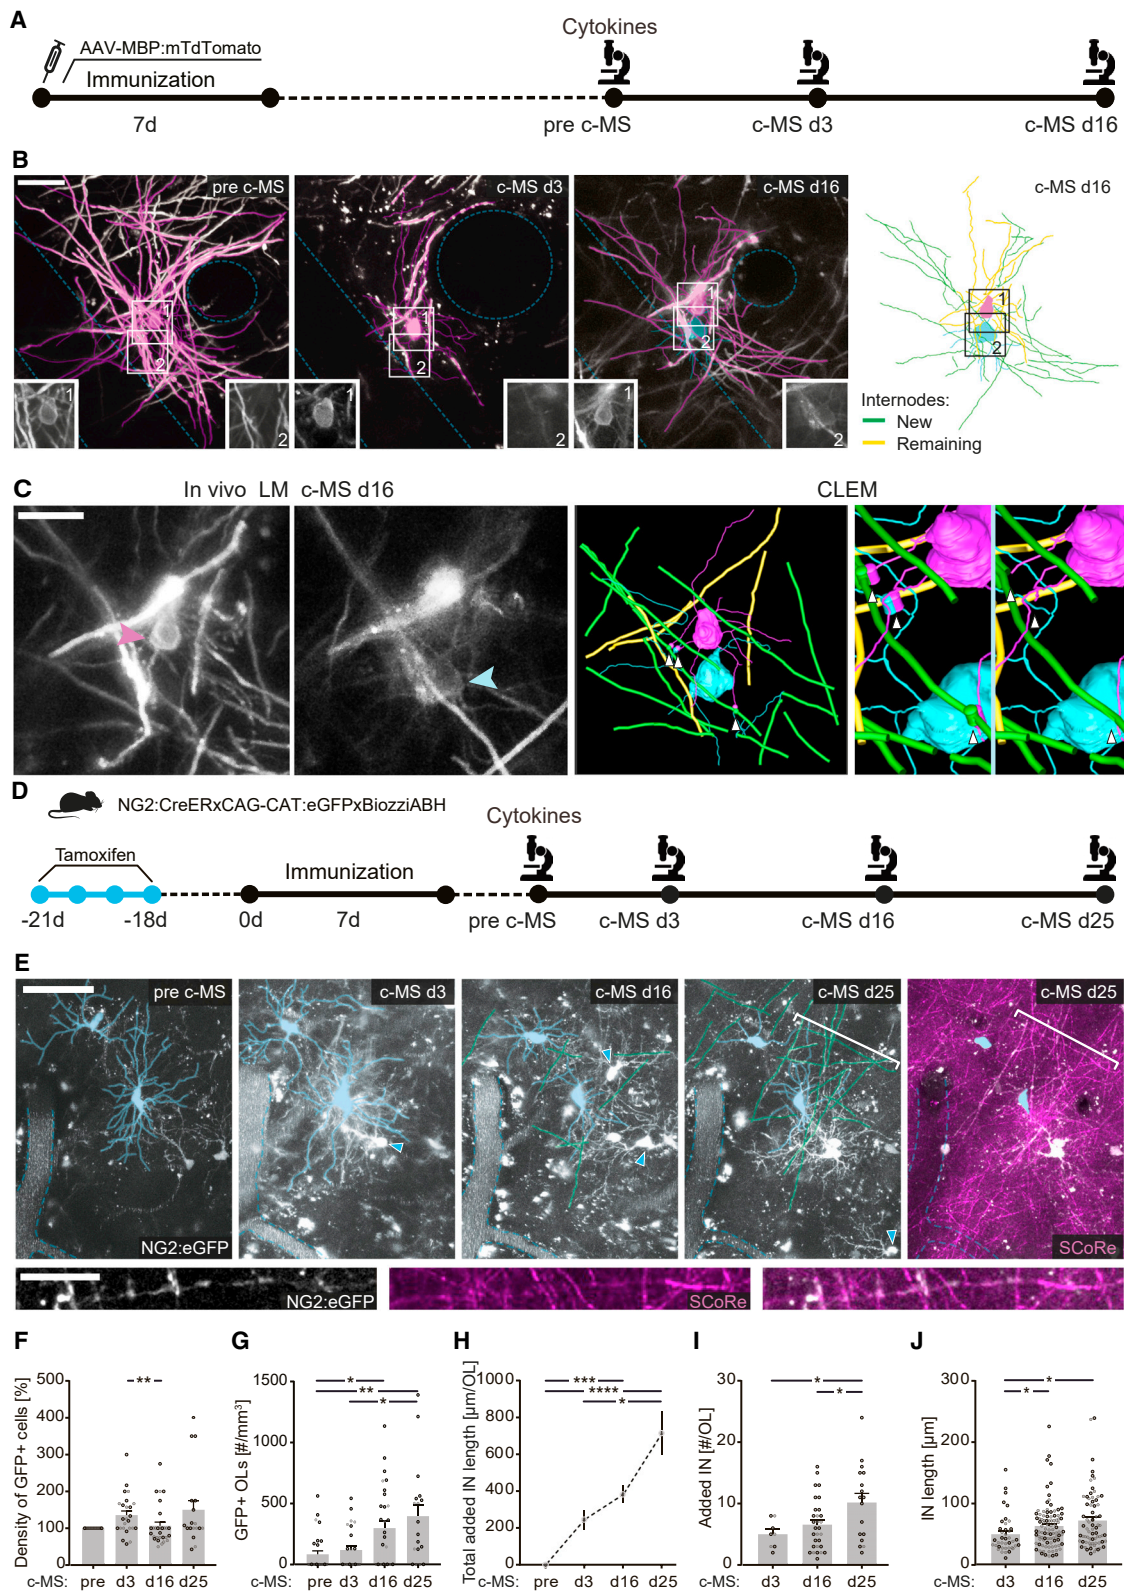 A
AAV-MBP:mTdTomato
Immunization
7d
Cytokines
pre c-MS
c-MS d3
c-MS d16
B
pre c-MS
1
2
1
2
c-MS d3
1
2
1
2
c-MS d16
1
2
1
2
c-MS d16
1
2
Internodes:
New
Remaining
C
In vivo LM c-MS d16
CLEM
D
NG2:CreERxCAG-CAT:eGFPxBiozziABH
Tamoxifen
-21d
-18d
Immunization
0d
7d
Cytokines
pre c-MS
c-MS d3
c-MS d16
c-MS d25
E
pre c-MS
NG2:eGFP
c-MS d3
c-MS d16
c-MS d25
c-MS d25
SCoRe
NG2:eGFP
SCoRe
F
Density of GFP+ cells [%]
500
400
300
200
100
0
**
c-MS: pre d3 d16 d25
G
GFP+ OLs [#/mm³]
1500
1000
500
0
*
**
*
pre d3 d16 d25
H
Total added IN length [µm/OL]
1000
800
600
400
200
0
***
****
*
c-MS: pre d3 d16 d25
I
Added IN [#/OL]
30
20
10
0
*
*
c-MS: d3 d16 d25
J
IN length [µm]
300
200
100
0
*
*
c-MS: d3 d16 d25